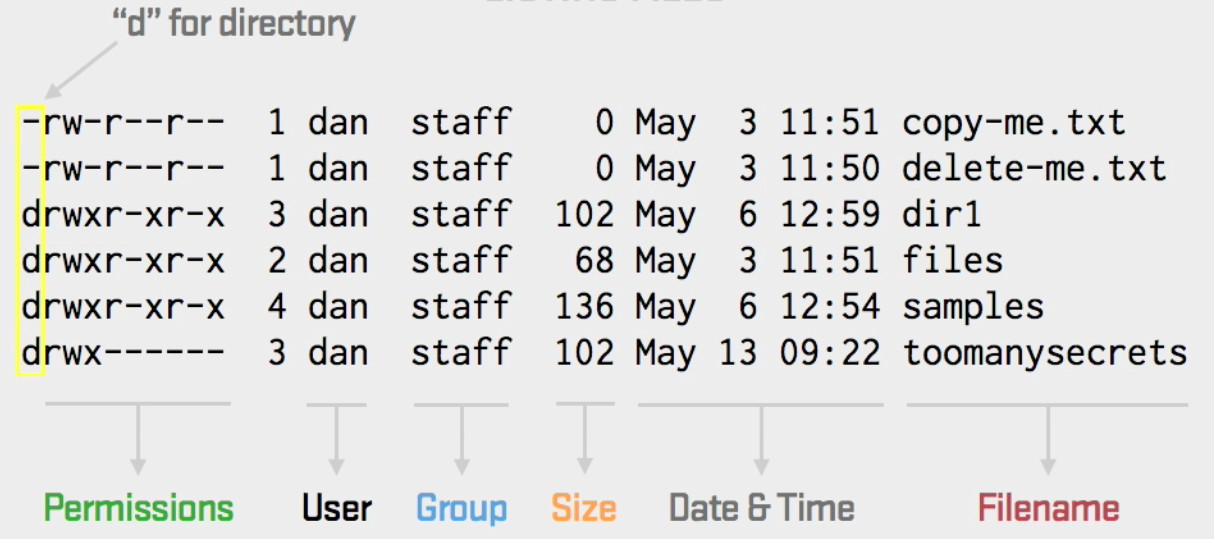 “d” for directory
-rw-r--r-- 1 dan staff 0 May 3 11:51 copy-me.txt
-rw-r--r-- 1 dan staff 0 May 3 11:50 delete-me.txt
drwxr-xr-x 3 dan staff 102 May 6 12:59 dir1
drwxr-xr-x 2 dan staff 68 May 3 11:51 files
drwxr-xr-x 4 dan staff 136 May 6 12:54 samples
drwx------ 3 dan staff 102 May 13 09:22 toomanysecrets
Permissions User Group Size Date & Time Filename